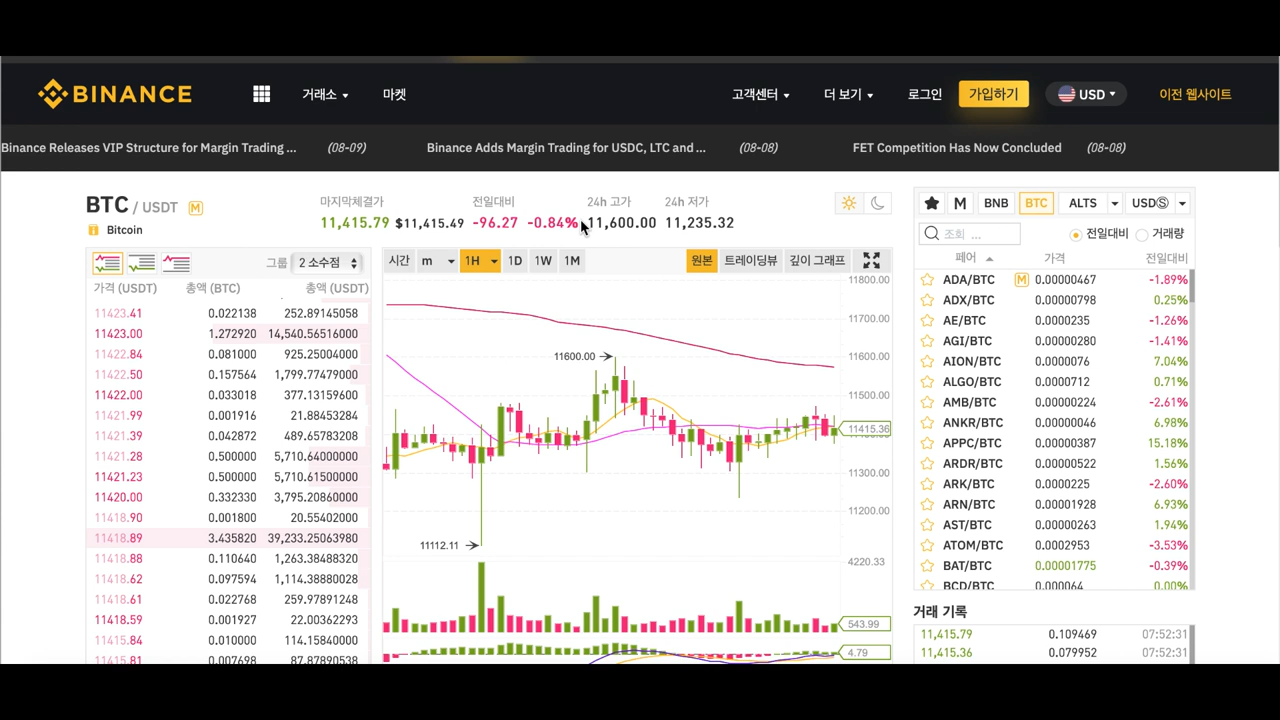 BINANCE
거래소
마켓
고객센터
더 보기
로그인
가입하기
USD
이전 웹사이트
Binance Releases VIP Structure for Margin Trading ... (08-09)
Binance Adds Margin Trading for USDC, LTC and ... (08-08)
FET Competition Has Now Concluded (08-08)
BTC / USDT M
Bitcoin
마지막체결가 전일대비 24h 고가 24h 저가
11,415.79 $11,415.49 -96.27 -0.84% 11,600.00 11,235.32
그룹 2 소수점
가격 (USDT) 총액 (BTC) 총액 (USDT)
11423.41 0.022138 252.89145058
11423.00 1.272920 14,540.56516000
11422.84 0.081000 925.25004000
11422.50 0.157564 1,799.77479000
11422.00 0.033018 377.13159600
11421.99 0.001916 21.88453284
11421.39 0.042872 489.65783208
11421.28 0.500000 5,710.64000000
11421.23 0.500000 5,710.61500000
11420.00 0.332330 3,795.20860000
11418.90 0.001800 20.55402000
11418.89 3.435820 39,233.25063980
11418.88 0.110640 1,263.38488320
11418.62 0.097594 1,114.38880028
11418.61 0.022768 259.97891248
11418.59 0.001927 22.00362293
11415.84 0.010000 114.15840000
11415.81 0.007698 87.87890538
시간 m 1H 1D 1W 1M 원본 트레이딩뷰 깊이 그래프
11800.00
11700.00
11600.00
11600.00
11500.00
11415.36
11300.00
11200.00
11112.11
4220.33
543.99
4.79
M BNB BTC ALTS USDⓈ
조회 ... 전일대비 거래량
페어 가격 전일대비
ADA/BTC M 0.00000467 -1.89%
ADX/BTC 0.00000798 0.25%
AE/BTC 0.0000235 -1.26%
AGI/BTC 0.00000280 -1.41%
AION/BTC 0.0000076 7.04%
ALGO/BTC 0.0000712 0.71%
AMB/BTC 0.00000224 -2.61%
ANKR/BTC 0.00000046 6.98%
APPC/BTC 0.00000387 15.18%
ARDR/BTC 0.00000522 1.56%
ARK/BTC 0.0000225 -2.60%
ARN/BTC 0.00001928 6.93%
AST/BTC 0.00000263 1.94%
ATOM/BTC 0.0002953 -3.53%
BAT/BTC 0.00001775 -0.39%
BCD/BTC 0.000064 0.00%
거래 기록
11,415.79 0.109469 07:52:31
11,415.36 0.079952 07:52:31